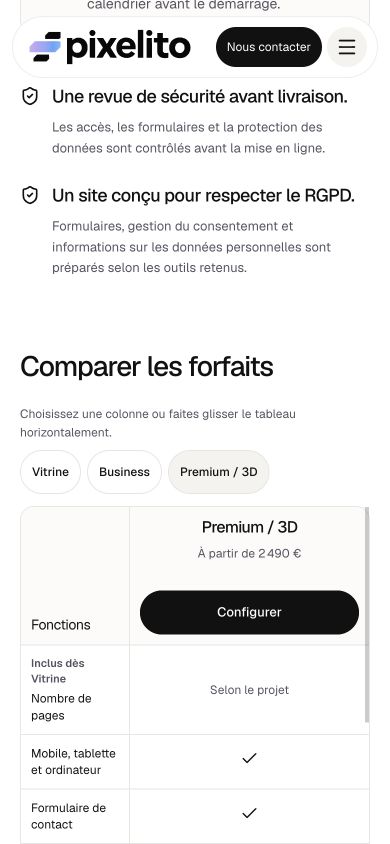 calendrier avant le démarrage.
pixelito
Nous contacter
Une revue de sécurité avant livraison.
Les accès, les formulaires et la protection des
données sont contrôlés avant la mise en ligne.
Un site conçu pour respecter le RGPD.
Formulaires, gestion du consentement et
informations sur les données personnelles sont
préparés selon les outils retenus.
Comparer les forfaits
Choisissez une colonne ou faites glisser le tableau
horizontalement.
Vitrine
Business
Premium / 3D
Premium / 3D
À partir de 2 490 €
Configurer
Fonctions
Inclus dès
Vitrine
Nombre de
pages
Selon le projet
Mobile, tablette
et ordinateur
Formulaire de
contact